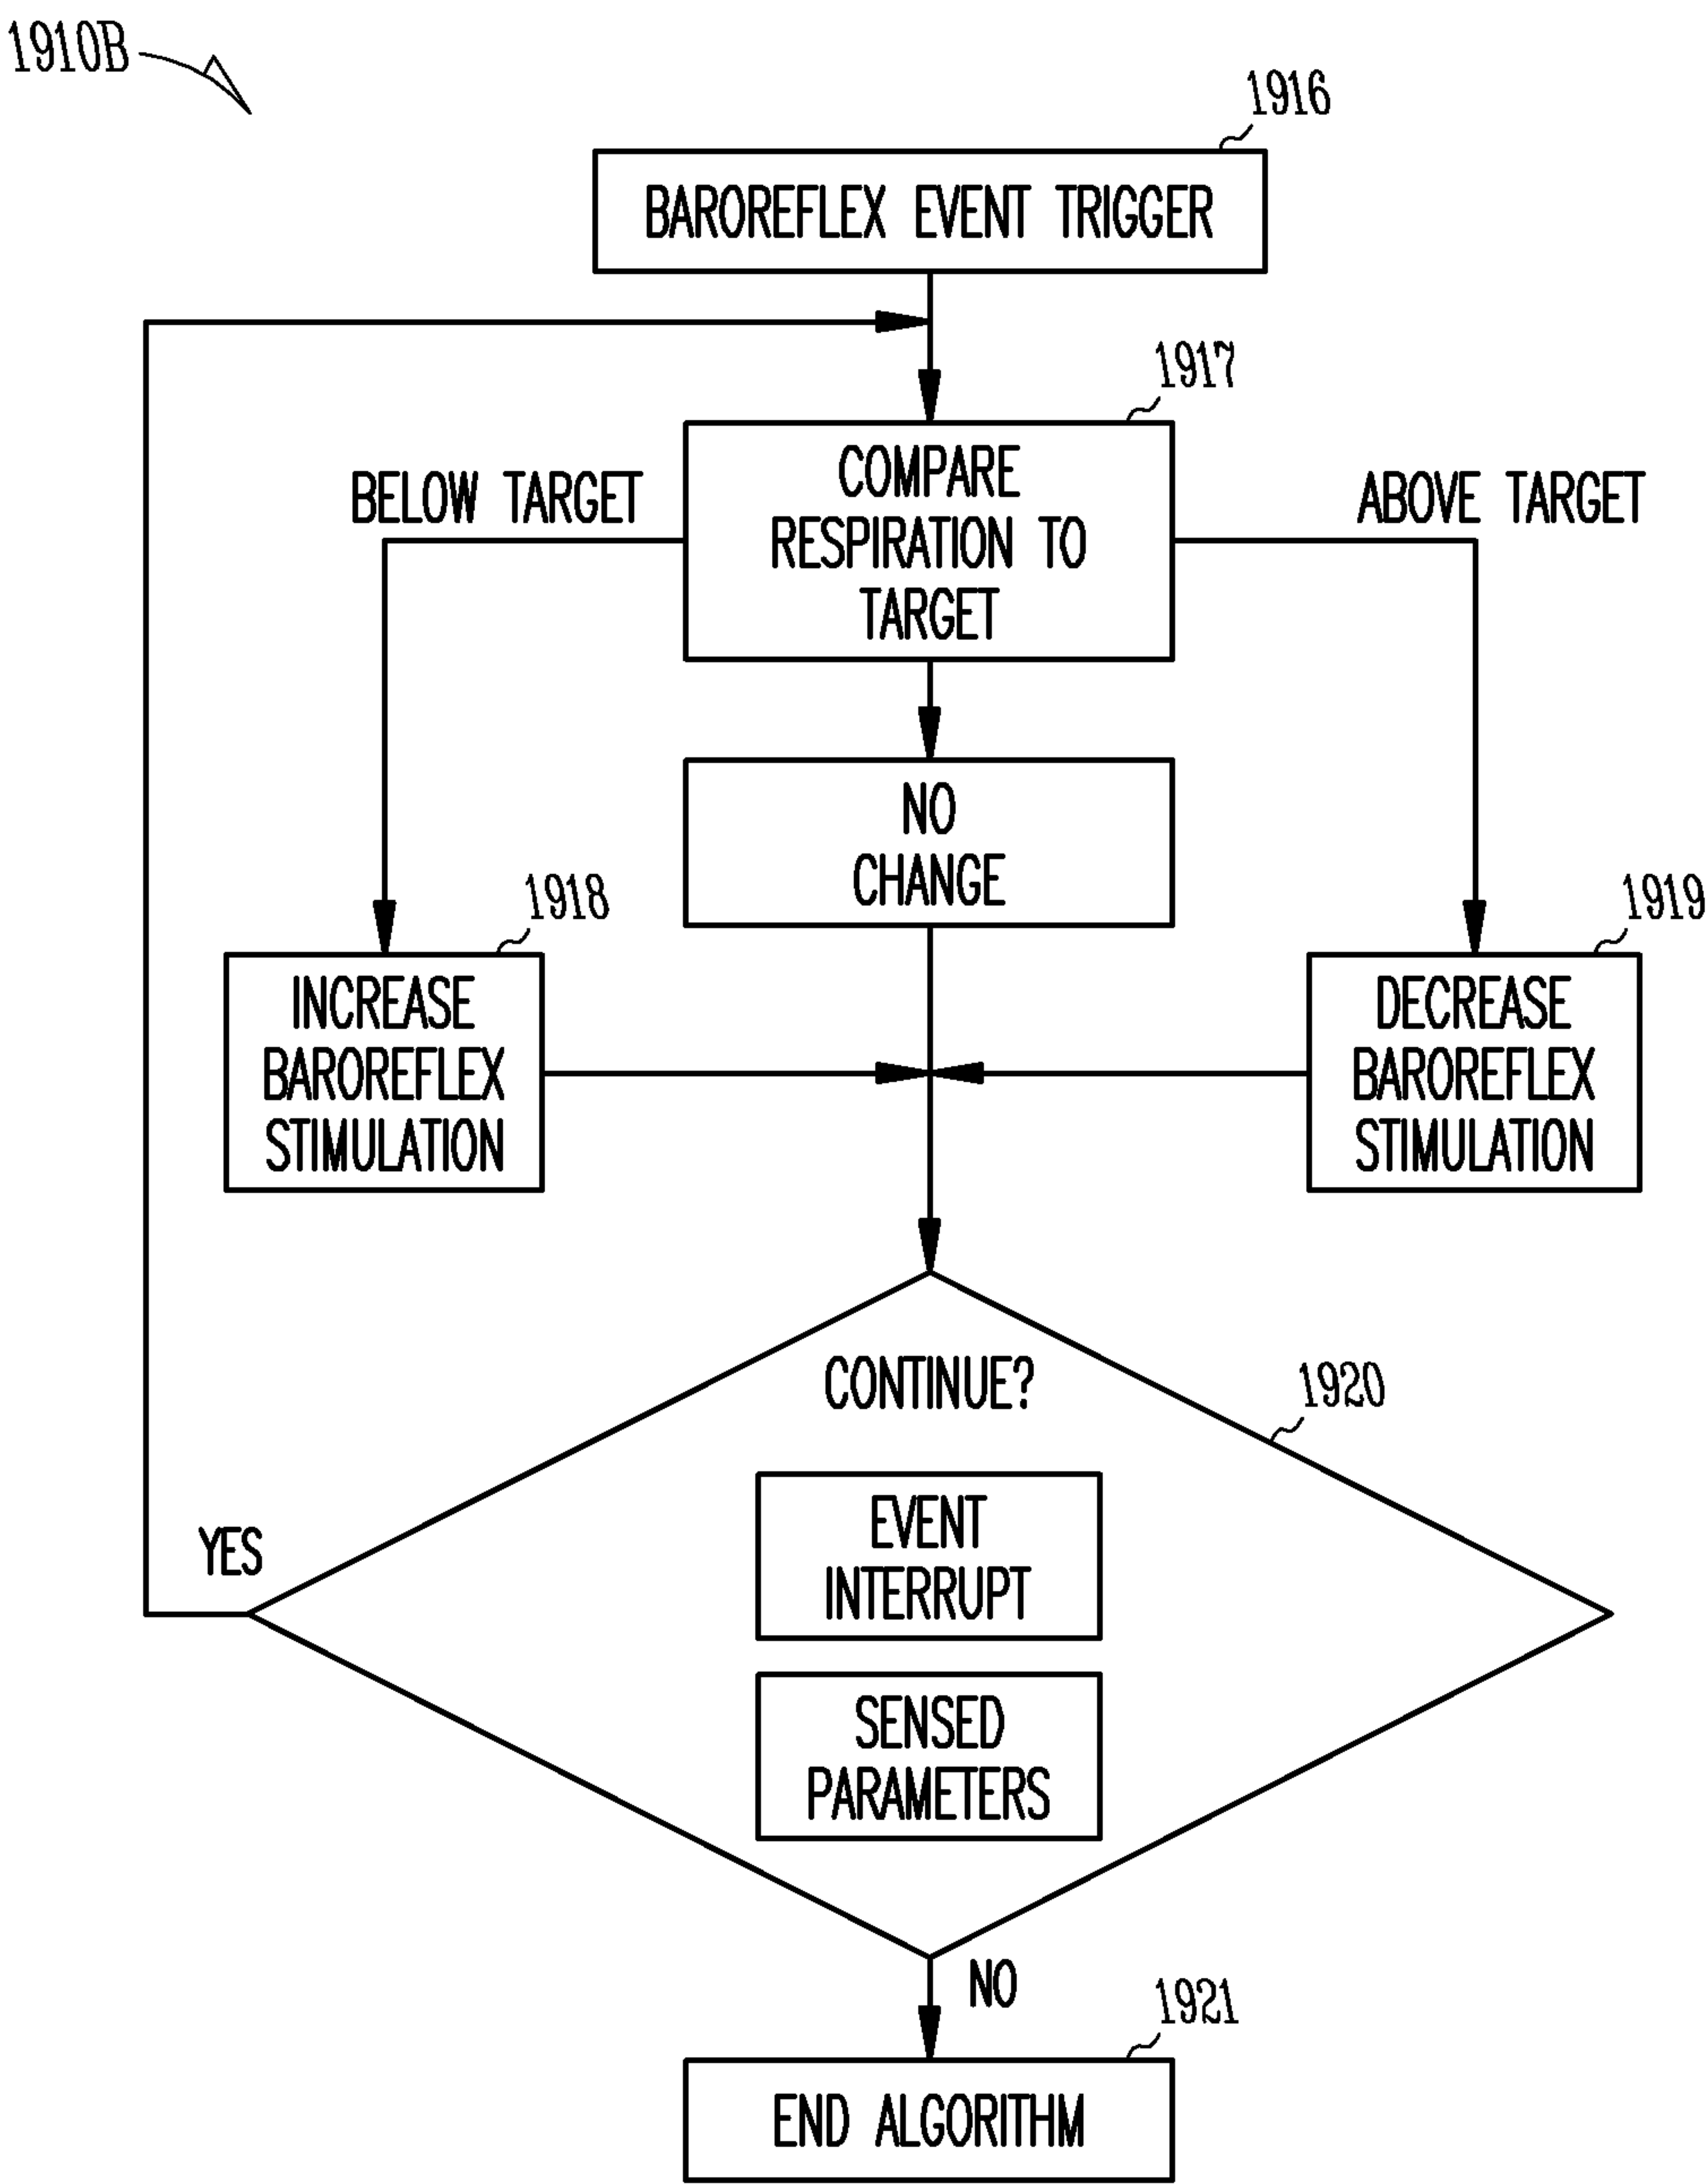 1910B
1916
BAROREFLEX EVENT TRIGGER
1917
COMPARE
RESPIRATION TO
TARGET
BELOW TARGET
ABOVE TARGET
NO
CHANGE
1918
INCREASE
BAROREFLEX
STIMULATION
1919
DECREASE
BAROREFLEX
STIMULATION
CONTINUE?
1920
EVENT
INTERRUPT
SENSED
PARAMETERS
YES
NO
1921
END ALGORITHM